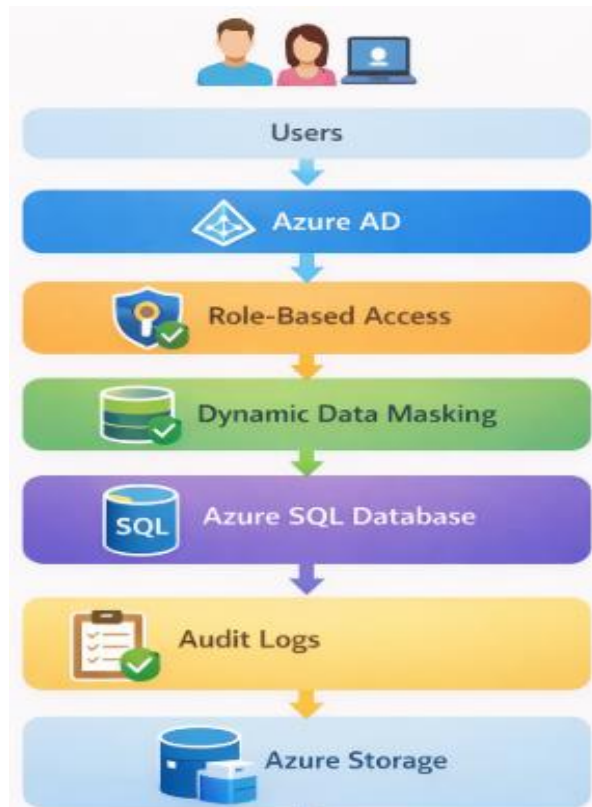 Users
Azure AD
Role-Based Access
Dynamic Data Masking
SQL
Azure SQL Database
Audit Logs
Azure Storage